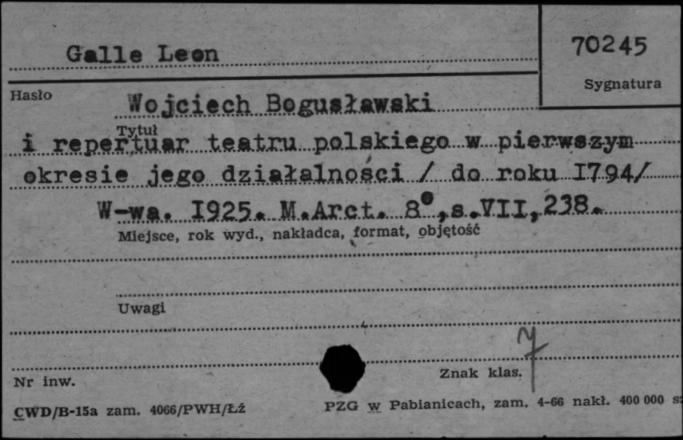 Galle Leon
70245
Sygnatura
Hasło
Wojciech Bogusławski
Tytuł
i repertuar teatru polskiego w pierwszym
okresie jego działalności / do roku I794/
W-wa. I925. M.Arct. 8°,s.VII,238.
Miejsce, rok wyd., nakładca, format, objętość
Uwagi
7
Nr inw.
Znak klas.
CWD/B-15a zam. 4066/PWH/Łź
PZG w Pabianicach, zam. 4-66 nakł. 400 000